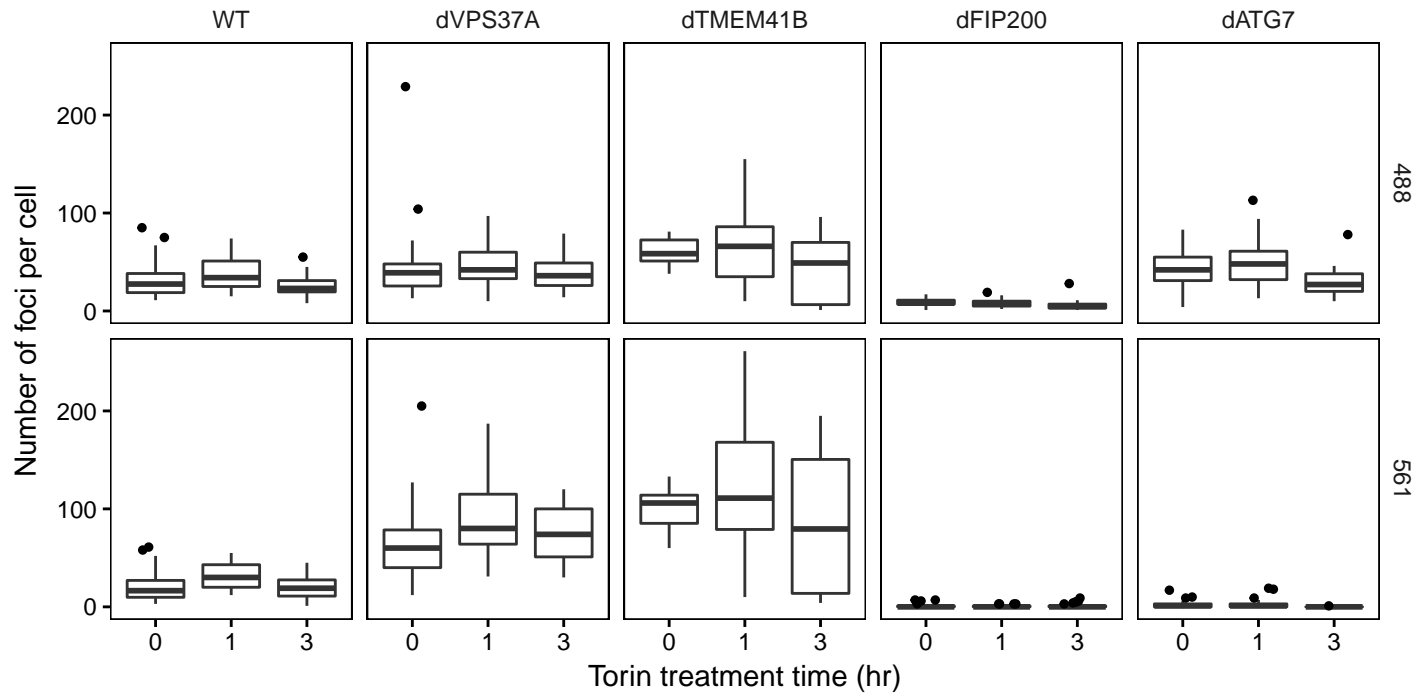 WT dVPS37A dTMEM41B dFIP200 dATG7
Number of foci per cell
200
100
0
488
200
100
0
561
0 1 3 0 1 3 0 1 3 0 1 3 0 1 3
Torin treatment time (hr)